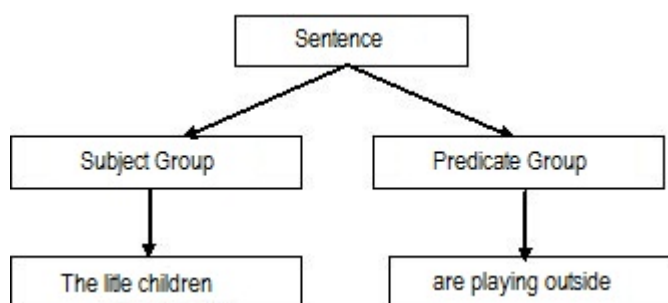 Sentence
Subject Group
Predicate Group
The litle children
are playing outside